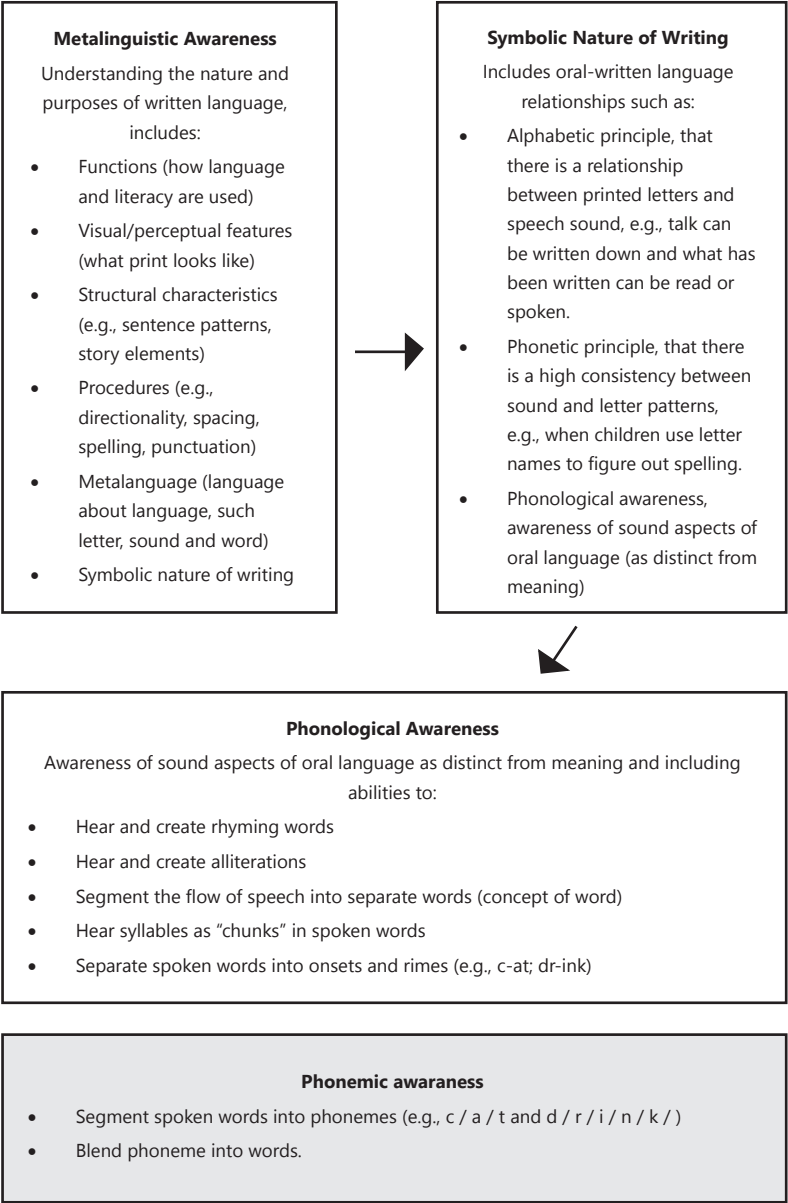 Metalinguistic Awareness
Understanding the nature and
purposes of written language,
includes:
• Functions (how language
and literacy are used)
• Visual/perceptual features
(what print looks like)
• Structural characteristics
(e.g., sentence patterns,
story elements)
• Procedures (e.g.,
directionality, spacing,
spelling, punctuation)
• Metalanguage (language
about language, such
letter, sound and word)
• Symbolic nature of writing
Symbolic Nature of Writing
Includes oral-written language
relationships such as:
• Alphabetic principle, that
there is a relationship
between printed letters and
speech sound, e.g., talk can
be written down and what has
been written can be read or
spoken.
• Phonetic principle, that there
is a high consistency between
sound and letter patterns,
e.g., when children use letter
names to figure out spelling.
• Phonological awareness,
awareness of sound aspects of
oral language (as distinct from
meaning)
Phonological Awareness
Awareness of sound aspects of oral language as distinct from meaning and including
abilities to:
• Hear and create rhyming words
• Hear and create alliterations
• Segment the flow of speech into separate words (concept of word)
• Hear syllables as “chunks” in spoken words
• Separate spoken words into onsets and rimes (e.g., c-at; dr-ink)
Phonemic awaraness
• Segment spoken words into phonemes (e.g., c / a / t and d / r / i / n / k / )
• Blend phoneme into words.